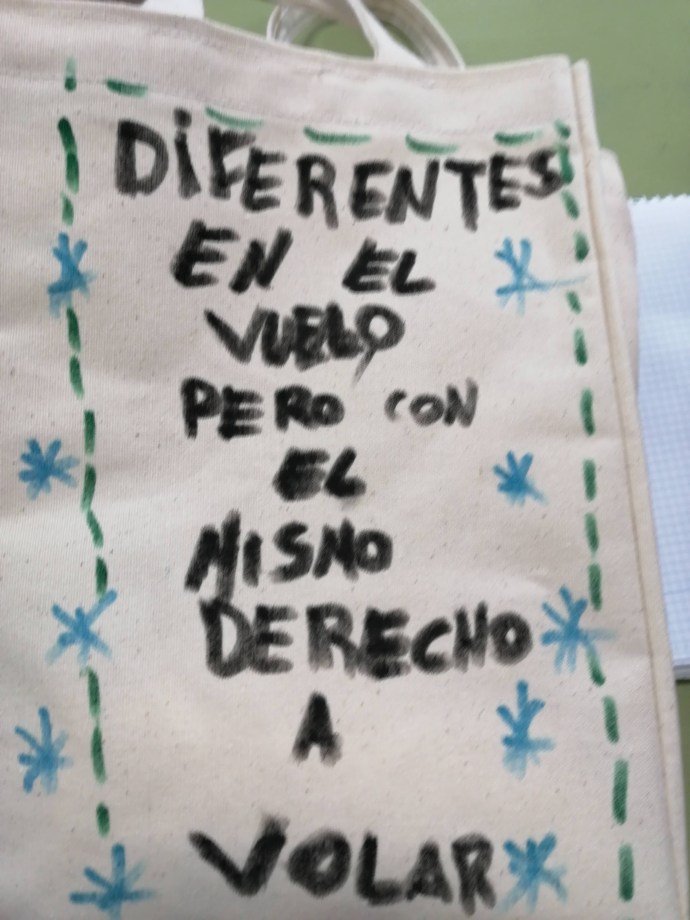 DIFERENTES
EN EL
VUELO
PERO CON
EL
MISMO
DERECHO
A
VOLAR